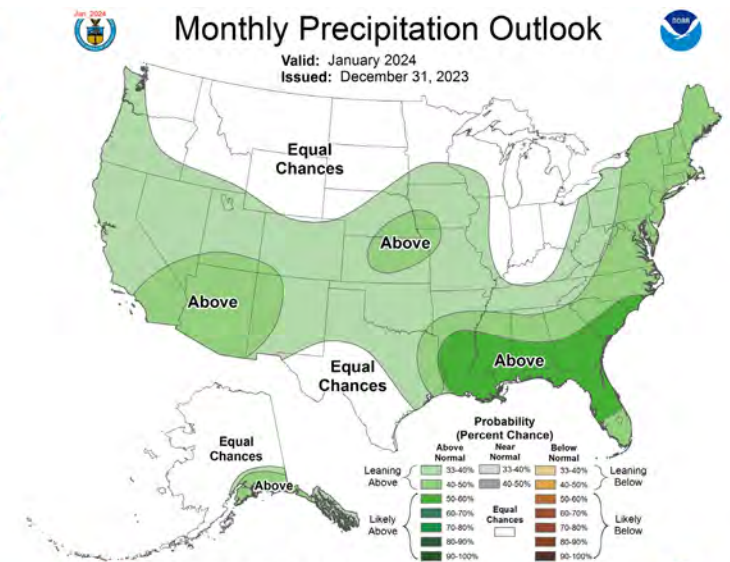 Jan 2024
Monthly Precipitation Outlook
NOAA
Valid: January 2024
Issued: December 31, 2023
Equal
Chances
Above
Above
Above
Equal
Chances
Equal
Chances
Above
Probability
(Percent Chance)
Above
Normal
Near
Normal
Below
Normal
Leaning
Above
33-40%
33-40%
33-40%
Leaning
Below
40-50%
40-50%
40-50%
Likely
Above
50-60%
50-60%
Likely
Below
60-70%
Equal
Chances
60-70%
70-80%
70-80%
80-90%
80-90%
90-100%
90-100%